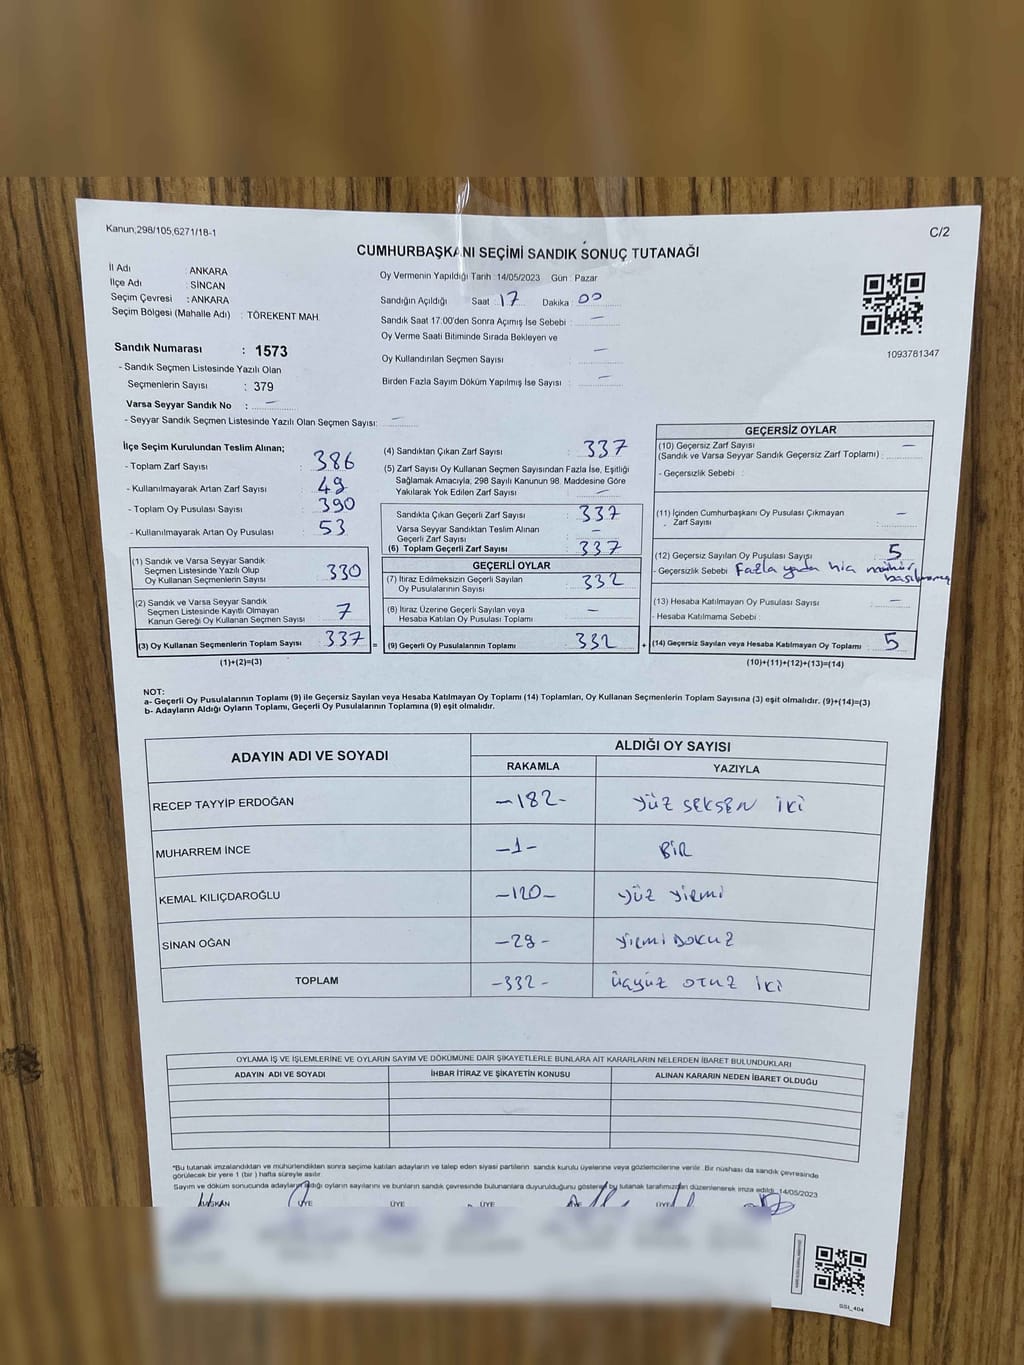 Kanun,298/105,6271/18-1
C/2
CUMHURBAŞKANI SEÇİMİ SANDIK SONUÇ TUTANAĞI
İl Adı ANKARA
İlçe Adı : SİNCAN
Seçim Çevresi : ANKARA
Seçim Bölgesi (Mahalle Adı) : TÖREKENT MAH.
Oy Vermenin Yapıldığı Tarih :14/05/2023 Gün : Pazar
Sandığın Açıldığı Saat : 17 Dakika : 00
Sandık Saat 17:00'den Sonra Açımış İse Sebebi : –
Oy Verme Saati Bitiminde Sırada Bekleyen ve
Oy Kullandırılan Seçmen Sayısı : –
Birden Fazla Sayım Döküm Yapılmış İse Sayısı : –
1093781347
Sandık Numarası : 1573
- Sandık Seçmen Listesinde Yazılı Olan
Seçmenlerin Sayısı : 379
Varsa Seyyar Sandık No : –
- Seyyar Sandık Seçmen Listesinde Yazılı Olan Seçmen Sayısı: –
İlçe Seçim Kurulundan Teslim Alınan;
- Toplam Zarf Sayısı : 386
- Kullanılmayarak Artan Zarf Sayısı : 49
- Toplam Oy Pusulası Sayısı : 390
- Kullanılmayarak Artan Oy Pusulası : 53
(1) Sandık ve Varsa Seyyar Sandık
Seçmen Listesinde Yazılı Olup
Oy Kullanan Seçmenlerin Sayısı 330
(2) Sandık ve Varsa Seyyar Sandık
Seçmen Listesinde Kayıtlı Olmayan
Kanun Gereği Oy Kullanan Seçmen Sayısı 7
(3) Oy Kullanan Seçmenlerin Toplam Sayısı 337
(1)+(2)=(3)
(4) Sandıktan Çıkan Zarf Sayısı : 337
(5) Zarf Sayısı Oy Kullanan Seçmen Sayısından Fazla İse, Eşitliği
Sağlamak Amacıyla, 298 Sayılı Kanunun 98. Maddesine Göre
Yakılarak Yok Edilen Zarf Sayısı : –
Sandıkta Çıkan Geçerli Zarf Sayısı : 337
Varsa Seyyar Sandıktan Teslim Alınan
Geçerli Zarf Sayısı : –
(6) Toplam Geçerli Zarf Sayısı : 337
GEÇERLİ OYLAR
(7) İtiraz Edilmeksizin Geçerli Sayılan
Oy Pusulalarının Sayısı : 332
(8) İtiraz Üzerine Geçerli Sayılan veya
Hesaba Katılan Oy Pusulası Toplamı : –
= (9) Geçerli Oy Pusulalarının Toplamı : 332
GEÇERSİZ OYLAR
(10) Geçersiz Zarf Sayısı –
(Sandık ve Varsa Seyyar Sandık Geçersiz Zarf Toplamı) :
- Geçersizlik Sebebi :
(11) İçinden Cumhurbaşkanı Oy Pusulası Çıkmayan
Zarf Sayısı : –
(12) Geçersiz Sayılan Oy Pusulası Sayısı : 5
- Geçersizlik Sebebi Fazla yada hiç mühür
basılmamış
(13) Hesaba Katılmayan Oy Pusulası Sayısı : –
- Hesaba Katılmama Sebebi :
+ (14) Geçersiz Sayılan veya Hesaba Katılmayan Oy Toplamı : 5
(10)+(11)+(12)+(13)=(14)
NOT:
a- Geçerli Oy Pusulalarının Toplamı (9) ile Geçersiz Sayılan veya Hesaba Katılmayan Oy Toplamı (14) Toplamları, Oy Kullanan Seçmenlerin Toplam Sayısına (3) eşit olmalıdır. (9)+(14)=(3)
b- Adayların Aldığı Oyların Toplamı, Geçerli Oy Pusulalarının Toplamına (9) eşit olmalıdır.
ADAYIN ADI VE SOYADI ALDIĞI OY SAYISI
RAKAMLA YAZIYLA
RECEP TAYYİP ERDOĞAN –182– YÜZ SEKSEN İKİ
MUHARREM İNCE –1– BİR
KEMAL KILIÇDAROĞLU –120– YÜZ YİRMİ
SİNAN OĞAN –29– YİRMİ DOKUZ
TOPLAM –332– ÜÇYÜZ OTUZ İKİ
OYLAMA İŞ VE İŞLEMLERİNE VE OYLARIN SAYIM VE DÖKÜMÜNE DAİR ŞİKAYETLERLE BUNLARA AİT KARARLARIN NELERDEN İBARET BULUNDUKLARI
ADAYIN ADI VE SOYADI İHBAR İTİRAZ VE ŞİKAYETİN KONUSU ALINAN KARARIN NEDEN İBARET OLDUĞU
*Bu tutanak imzalandıktan ve mühürlendikten sonra seçime katılan adayların ve talep eden siyasi partilerin sandık kurulu üyelerine veya gözlemcilerine verilir. Bir nüshası da sandık çevresinde
görülecek bir yere 1 (bir ) hafta süreyle asılır.
Sayım ve döküm sonucunda adayların aldığı oyların sayılarını ve bunların sandık çevresinde bulunanlara duyurulduğunu gösteren bu tutanak tarafımızdan düzenlenerek imza edildi. 14/05/2023
BAŞKAN ÜYE ÜYE ÜYE ÜYE ÜYE
SSI_404